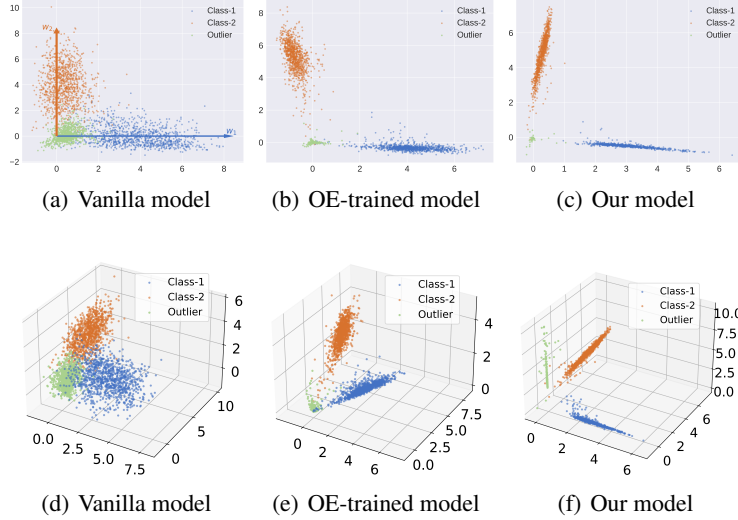 10
8
6
4
2
0
−2
0 2 4 6 8
w₁
Class-1
Class-2
Outlier
8
6
4
2
0
0 2 4 6
Class-1
Class-2
Outlier
6
4
2
0
0 1 2 3 4 5 6
Class-1
Class-2
Outlier
(a) Vanilla model
(b) OE-trained model
(c) Our model
Class-1
Class-2
Outlier
6
4
2
0
10
5
0
0.0 2.5 5.0 7.5
Class-1
Class-2
Outlier
4
2
0
7.5
5.0
2.5
0.0
0 2 4 6
Class-1
Class-2
Outlier
10.0
7.5
5.0
2.5
0.0
6
4
2
0
0 2 4 6
(d) Vanilla model
(e) OE-trained model
(f) Our model